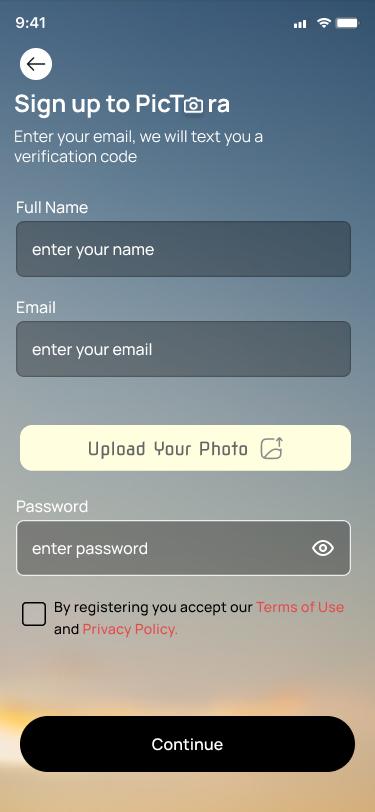 9:41
Sign up to PicT ra
Enter your email, we will text you a
verification code
Full Name
enter your name
Email
enter your email
Upload Your Photo
Password
enter password
By registering you accept our Terms of Use
and Privacy Policy.
Continue